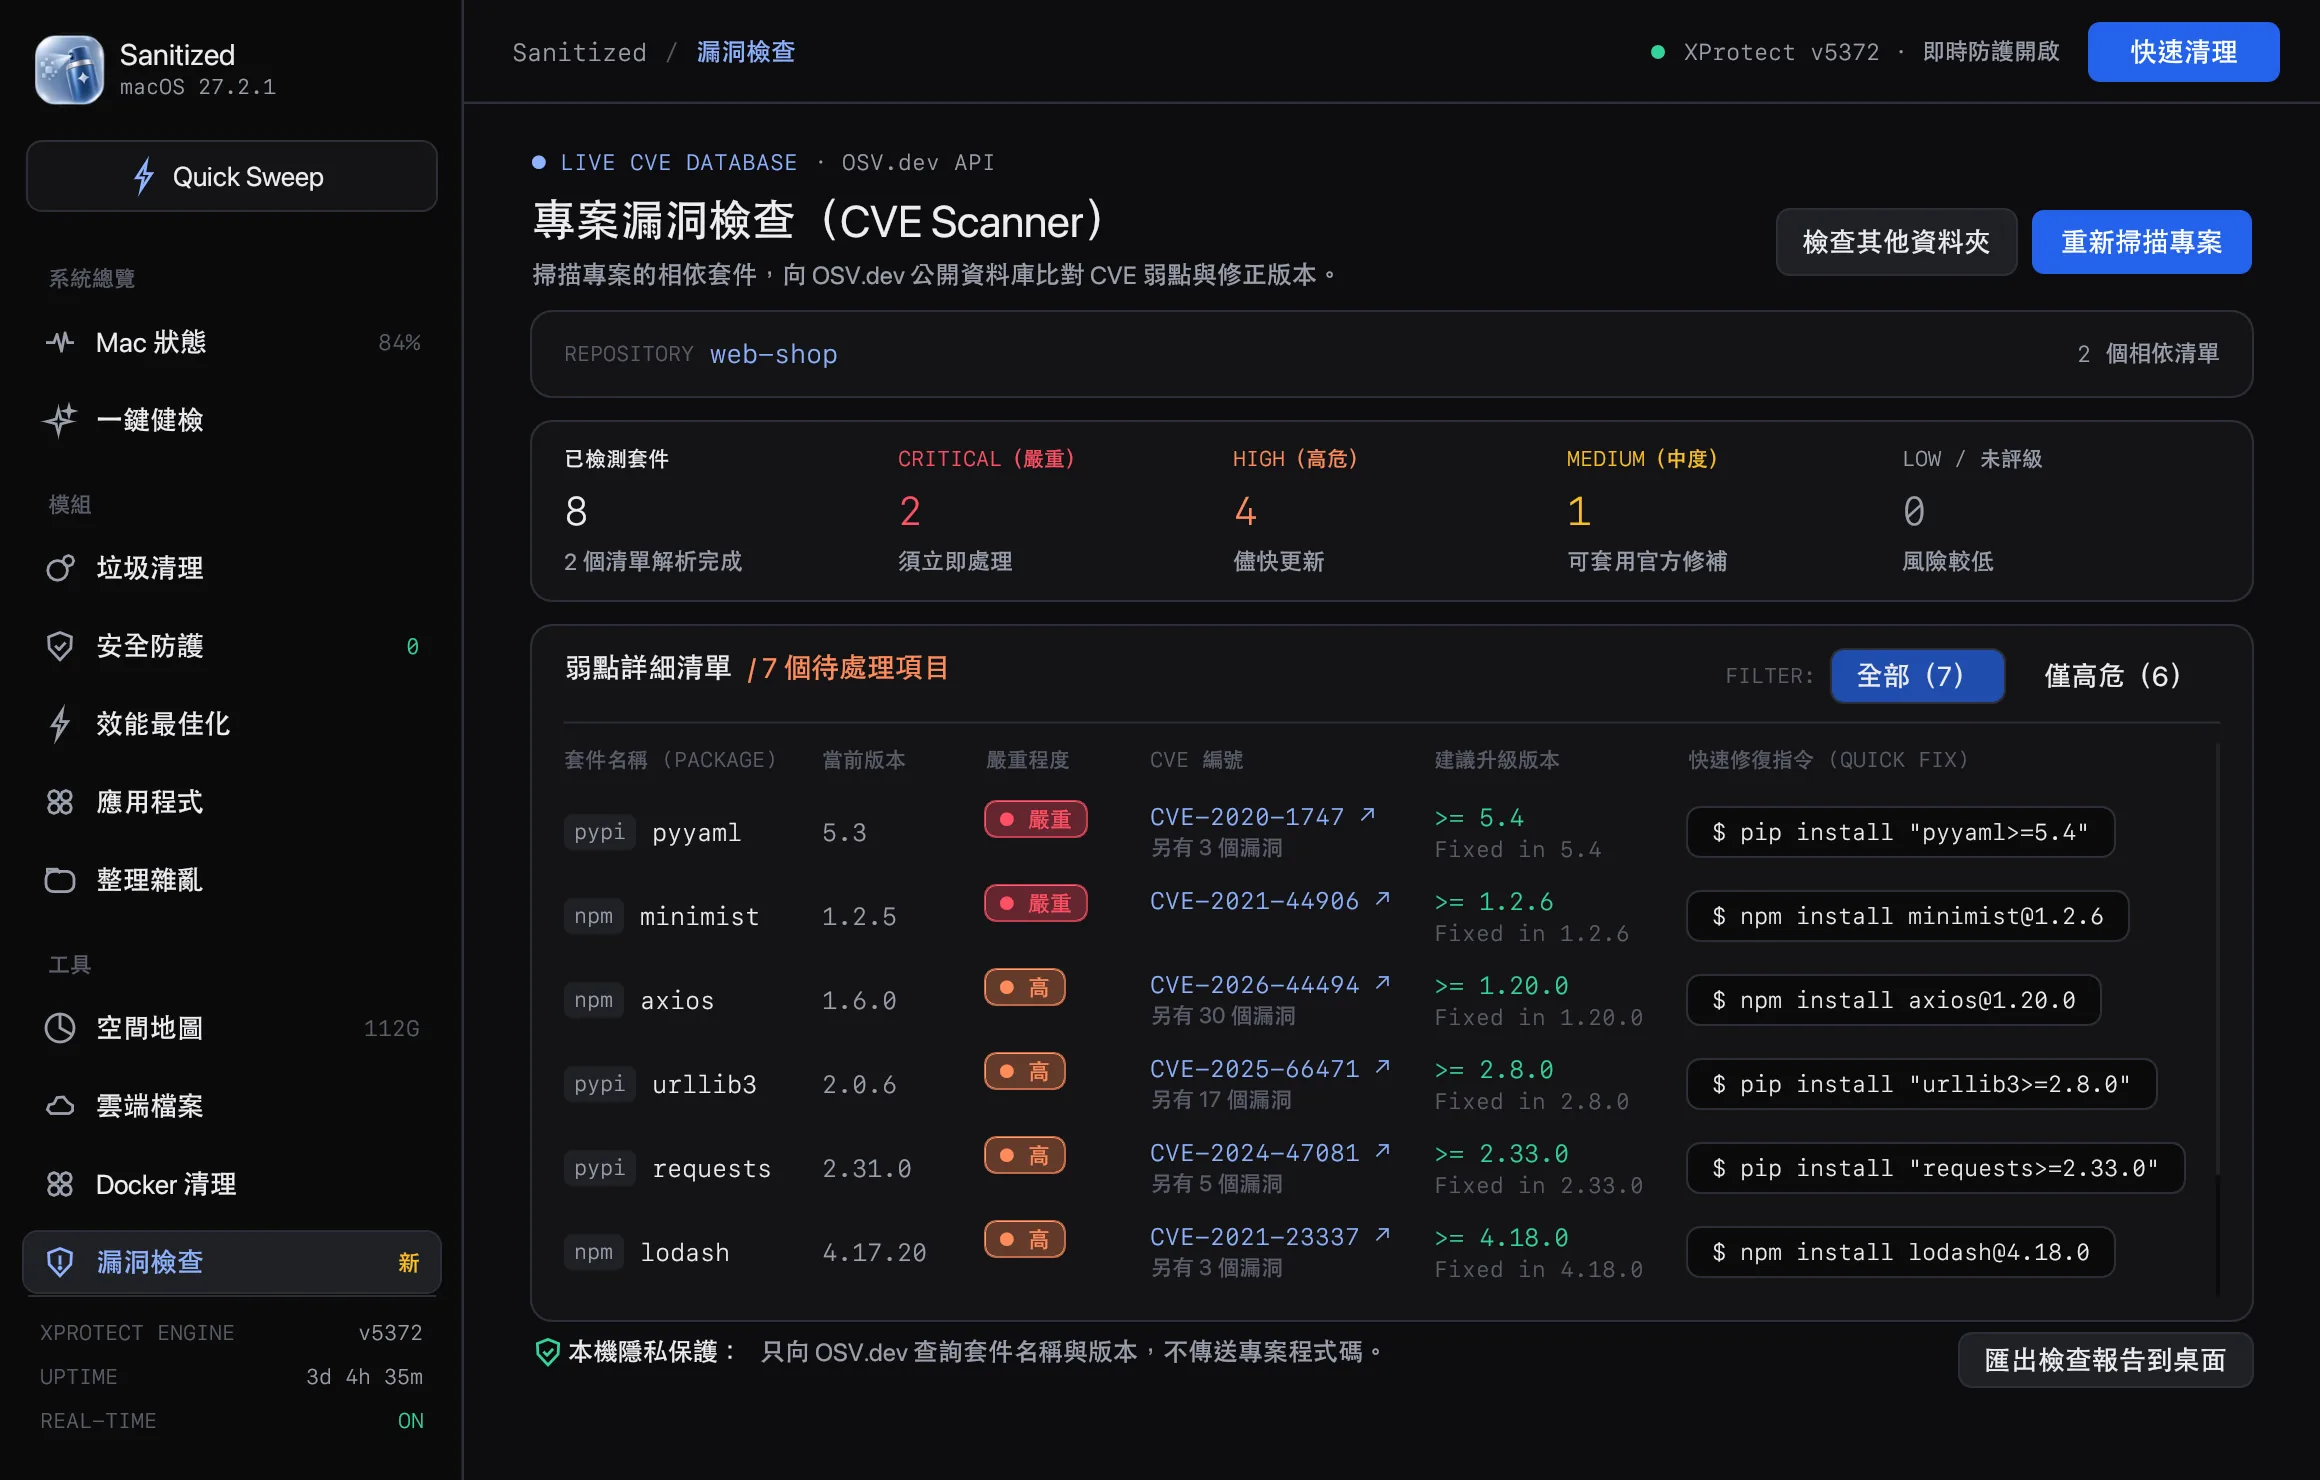 Sanitized
macOS 27.2.1
Quick Sweep
系統總覽
Mac 狀態 84%
一鍵健檢
模組
垃圾清理
安全防護 0
效能最佳化
應用程式
整理雜亂
工具
空間地圖 112G
雲端檔案
Docker 清理
漏洞檢查 新
XPROTECT ENGINE v5372
UPTIME 3d 4h 35m
REAL-TIME ON
Sanitized / 漏洞檢查
XProtect v5372 · 即時防護開啟
快速清理
LIVE CVE DATABASE · OSV.dev API
專案漏洞檢查（CVE Scanner）
掃描專案的相依套件，向 OSV.dev 公開資料庫比對 CVE 弱點與修正版本。
檢查其他資料夾
重新掃描專案
REPOSITORY web-shop
2 個相依清單
已檢測套件 CRITICAL（嚴重） HIGH（高危） MEDIUM（中度） LOW / 未評級
8 2 4 1 0
2 個清單解析完成 須立即處理 儘快更新 可套用官方修補 風險較低
弱點詳細清單 / 7 個待處理項目
FILTER: 全部（7） 僅高危（6）
套件名稱（PACKAGE） 當前版本 嚴重程度 CVE 編號 建議升級版本 快速修復指令（QUICK FIX）
pypi pyyaml 5.3 嚴重 CVE-2020-1747 ↗ >= 5.4 $ pip install "pyyaml>=5.4"
另有 3 個漏洞 Fixed in 5.4
npm minimist 1.2.5 嚴重 CVE-2021-44906 ↗ >= 1.2.6 $ npm install minimist@1.2.6
Fixed in 1.2.6
npm axios 1.6.0 高 CVE-2026-44494 ↗ >= 1.20.0 $ npm install axios@1.20.0
另有 30 個漏洞 Fixed in 1.20.0
pypi urllib3 2.0.6 高 CVE-2025-66471 ↗ >= 2.8.0 $ pip install "urllib3>=2.8.0"
另有 17 個漏洞 Fixed in 2.8.0
pypi requests 2.31.0 高 CVE-2024-47081 ↗ >= 2.33.0 $ pip install "requests>=2.33.0"
另有 5 個漏洞 Fixed in 2.33.0
npm lodash 4.17.20 高 CVE-2021-23337 ↗ >= 4.18.0 $ npm install lodash@4.18.0
另有 3 個漏洞 Fixed in 4.18.0
本機隱私保護： 只向 OSV.dev 查詢套件名稱與版本，不傳送專案程式碼。
匯出檢查報告到桌面